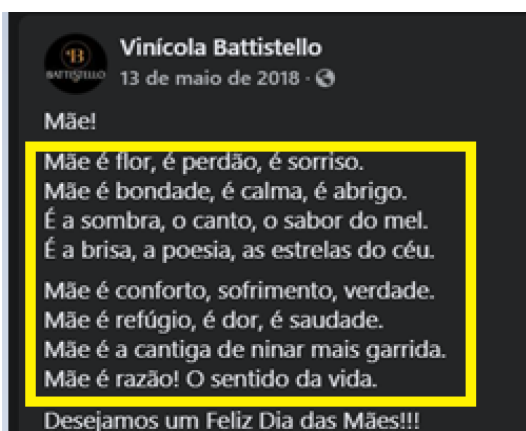 B
BATTISTELLO
Vinícola Battistello
13 de maio de 2018 ·
Mãe!
Mãe é flor, é perdão, é sorriso.
Mãe é bondade, é calma, é abrigo.
É a sombra, o canto, o sabor do mel.
É a brisa, a poesia, as estrelas do céu.
Mãe é conforto, sofrimento, verdade.
Mãe é refúgio, é dor, é saudade.
Mãe é a cantiga de ninar mais garrida.
Mãe é razão! O sentido da vida.
Desejamos um Feliz Dia das Mães!!!